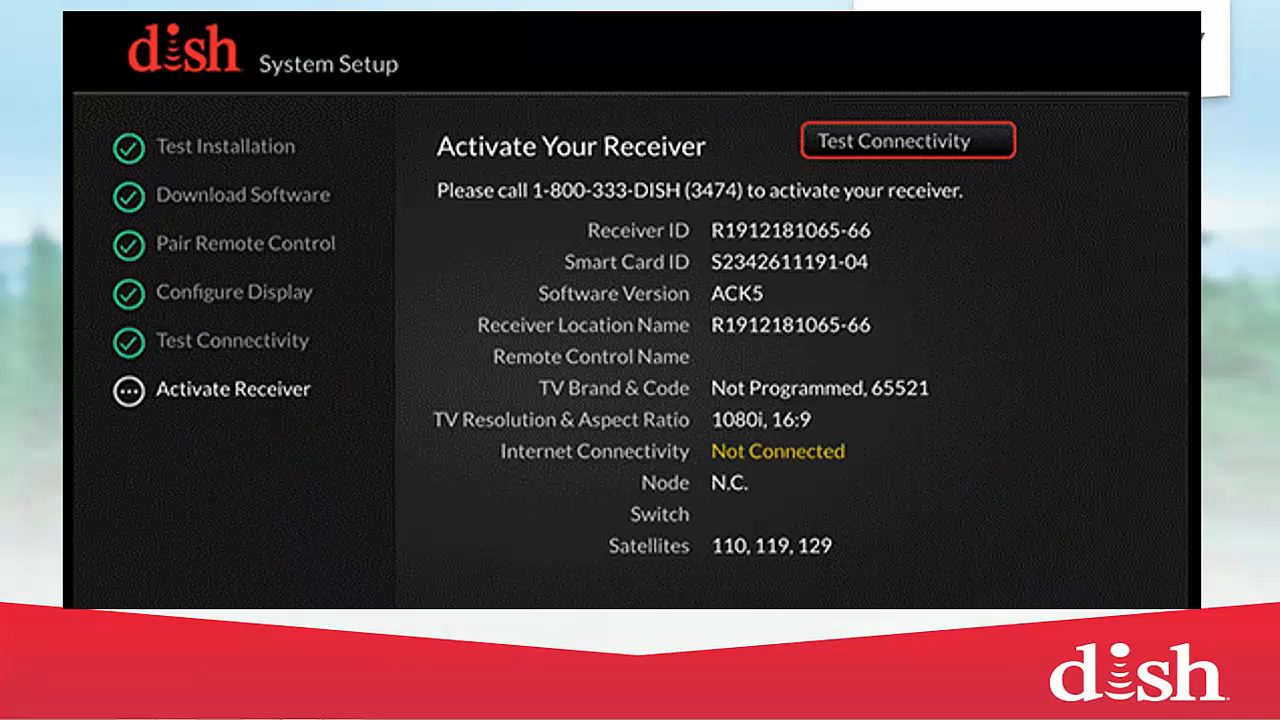 dish System Setup
Test Installation
Download Software
Pair Remote Control
Configure Display
Test Connectivity
Activate Receiver
Activate Your Receiver
Test Connectivity
Please call 1-800-333-DISH (3474) to activate your receiver.
Receiver ID R1912181065-66
Smart Card ID S2342611191-04
Software Version ACK5
Receiver Location Name R1912181065-66
Remote Control Name
TV Brand & Code Not Programmed, 65521
TV Resolution & Aspect Ratio 1080i, 16:9
Internet Connectivity Not Connected
Node N.C.
Switch
Satellites 110, 119, 129
dish